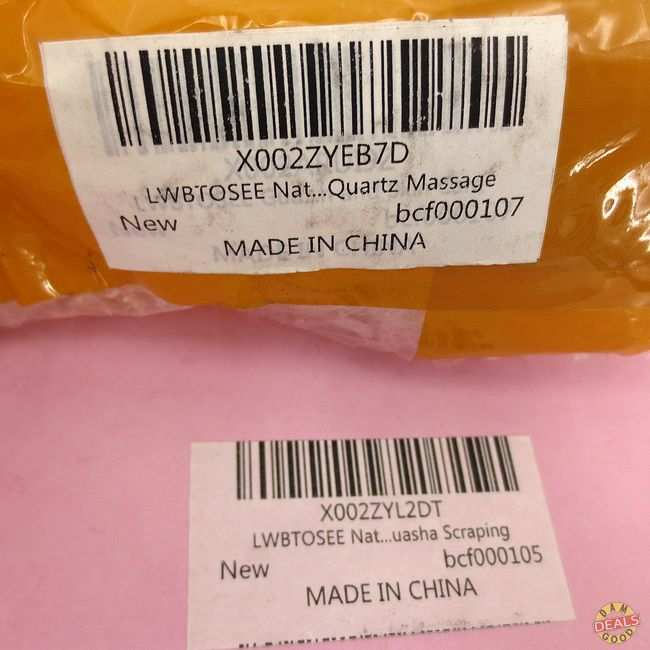 X002ZYEB7D
LWBTOSEE Nat...Quartz Massage
New bcf000107
MADE IN CHINA
X002ZYL2DT
LWBTOSEE Nat...uasha Scraping
New bcf000105
MADE IN CHINA
DAM
DEALS
GOOD